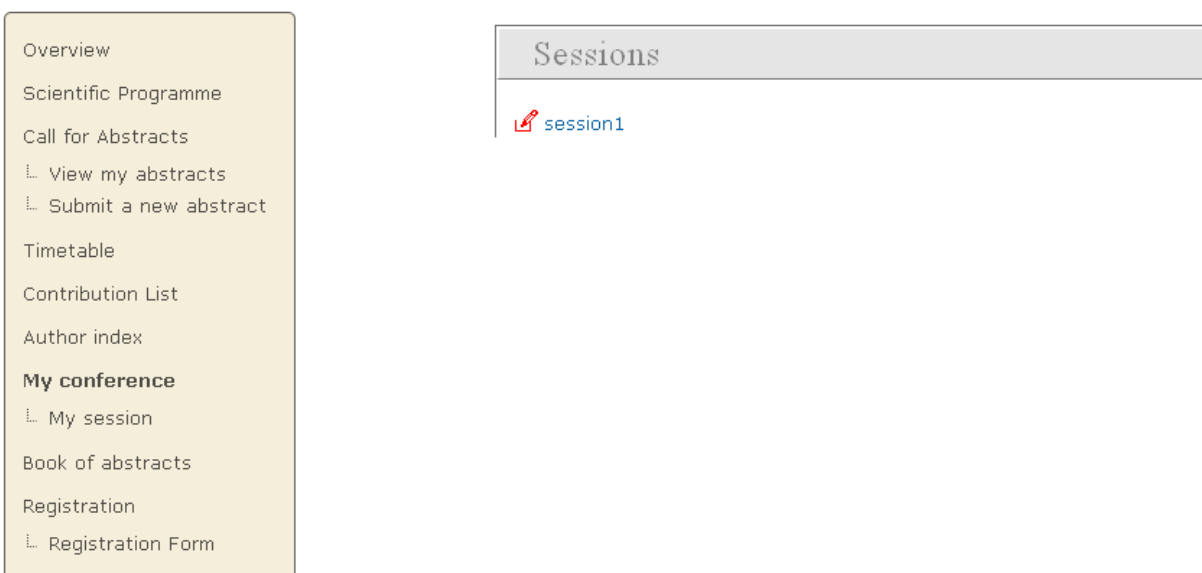 Overview
Scientific Programme
Call for Abstracts
View my abstracts
Submit a new abstract
Timetable
Contribution List
Author index
My conference
My session
Book of abstracts
Registration
Registration Form
Sessions
session1